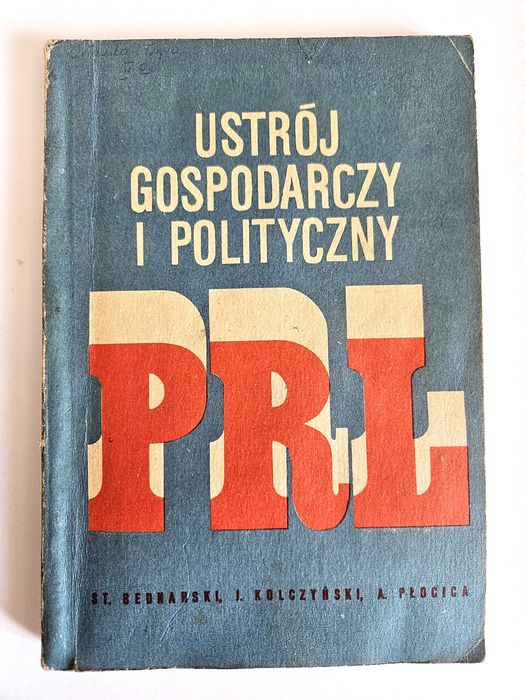 USTRÓJ
GOSPODARCZY
I POLITYCZNY
PRL
ST. BEDNARSKI, J. KOLCZYŃSKI, A. PŁOCICA